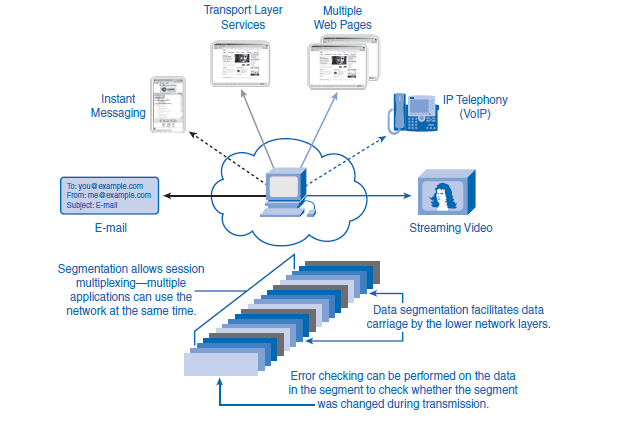 Transport Layer
Services
Multiple
Web Pages
Instant
Messaging
IP Telephony
(VoIP)
To: you@example.com
From: me@example.com
Subject: E-mail
E-mail
Streaming Video
Segmentation allows session
multiplexing—multiple
applications can use the
network at the same time.
Data segmentation facilitates data
carriage by the lower network layers.
Error checking can be performed on the data
in the segment to check whether the segment
was changed during transmission.